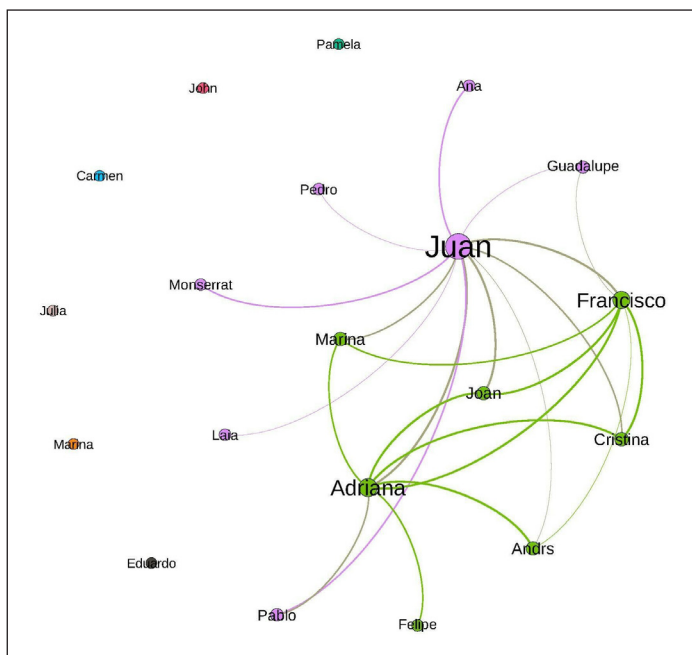 Pamela
John
Ana
Guadalupe
Carmen
Pedro
Juan
Monserrat
Francisco
Julia
Marina
Joan
Laia
Cristina
Marina
Adriana
Andrs
Eduardo
Pablo
Felipe